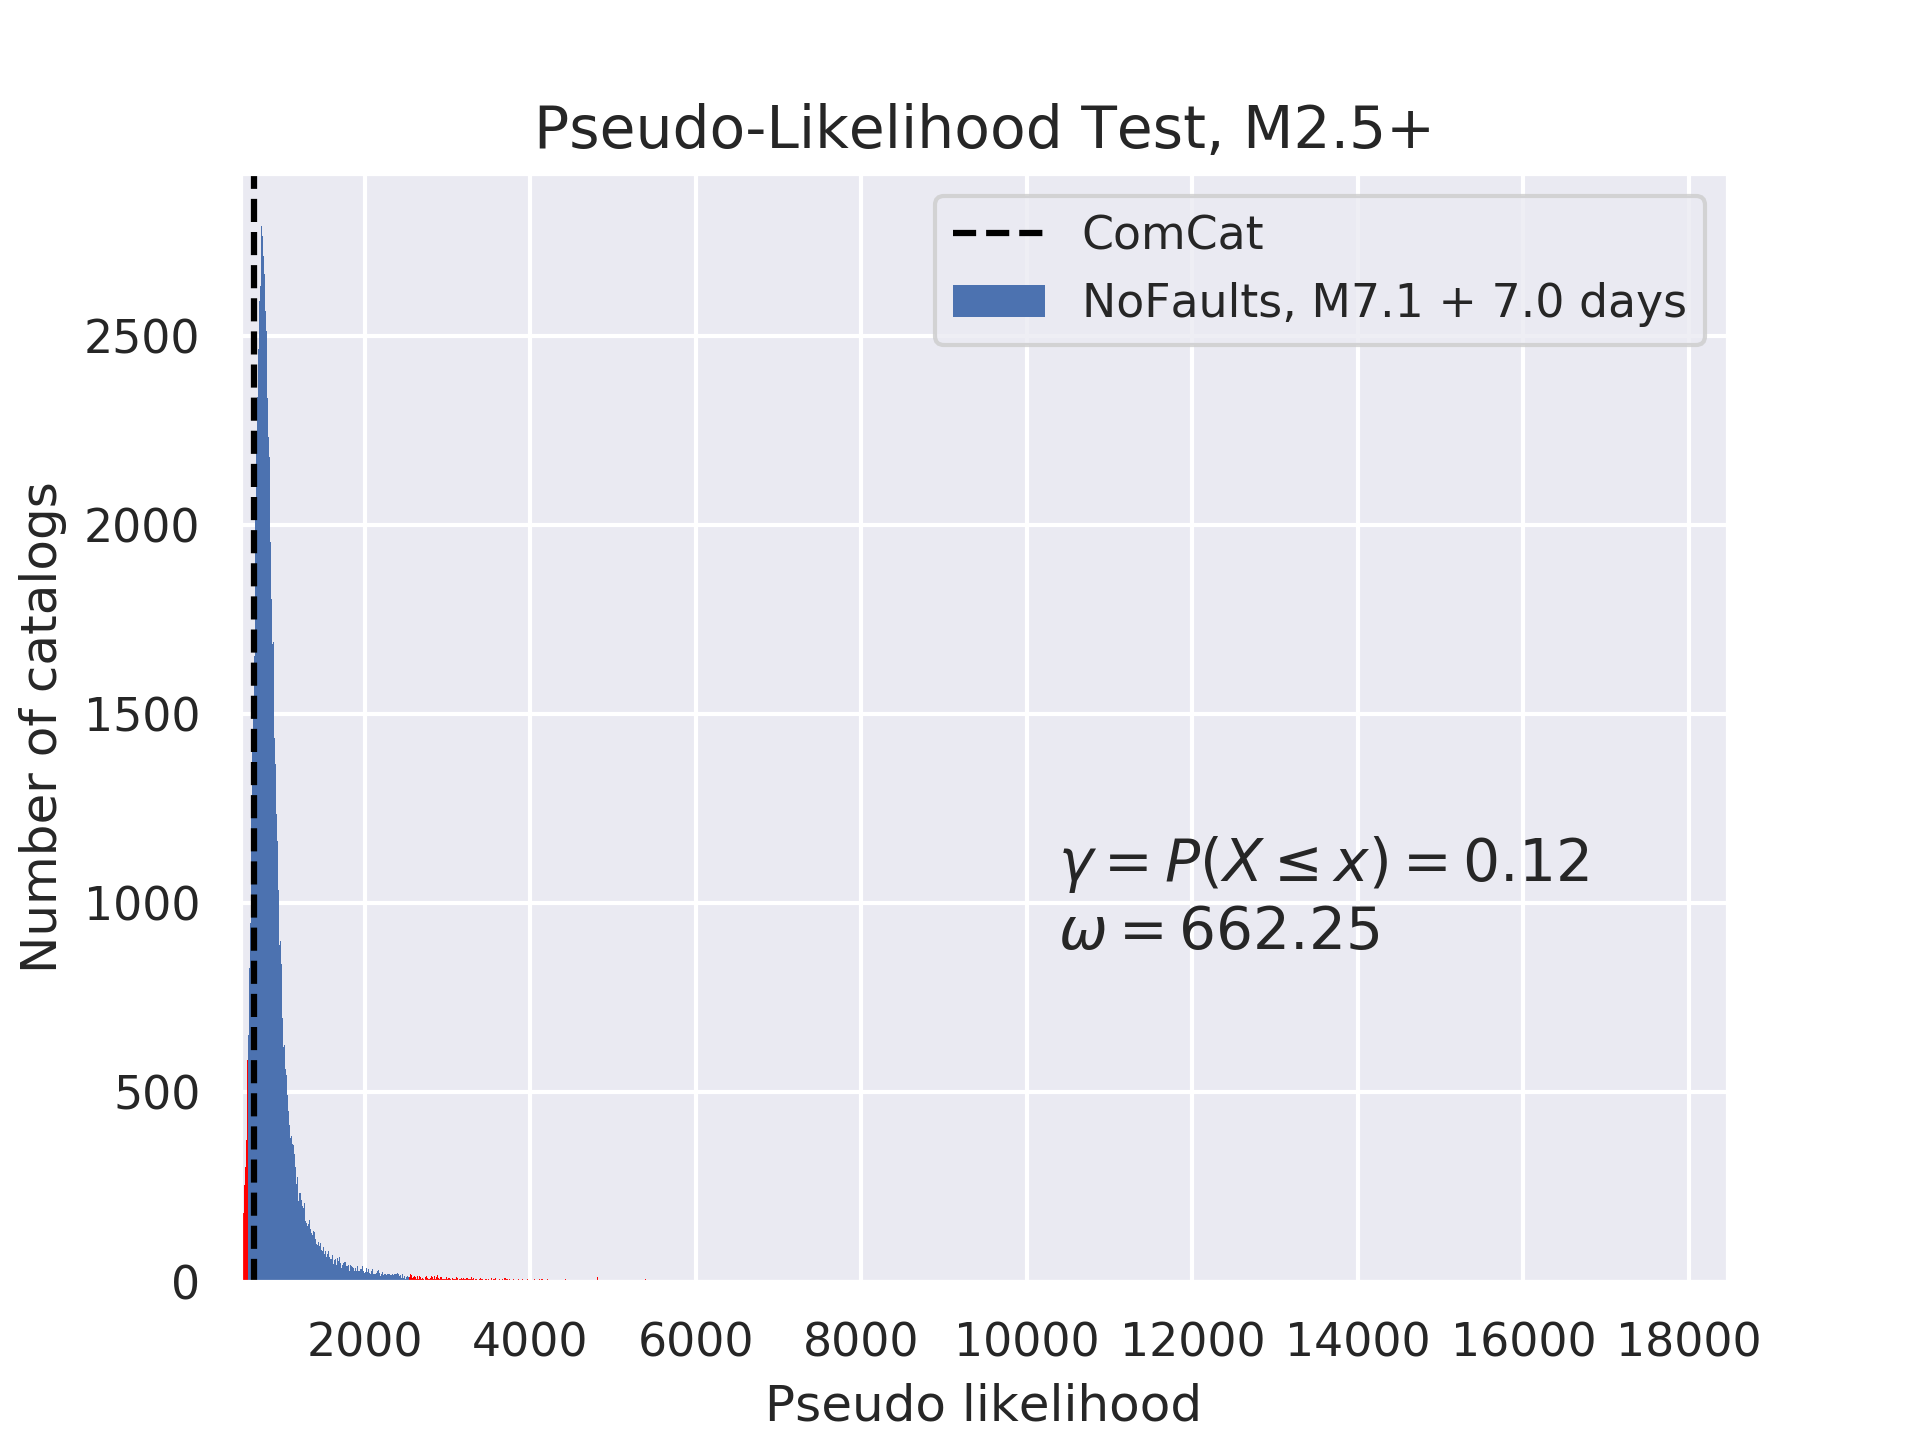 Pseudo-Likelihood Test, M2.5+
ComCat
NoFaults, M7.1 + 7.0 days
2500
2000
1500
1000
500
0
Number of catalogs
γ = P(X ≤ x) = 0.12
ω = 662.25
2000 4000 6000 8000 10000 12000 14000 16000 18000
Pseudo likelihood